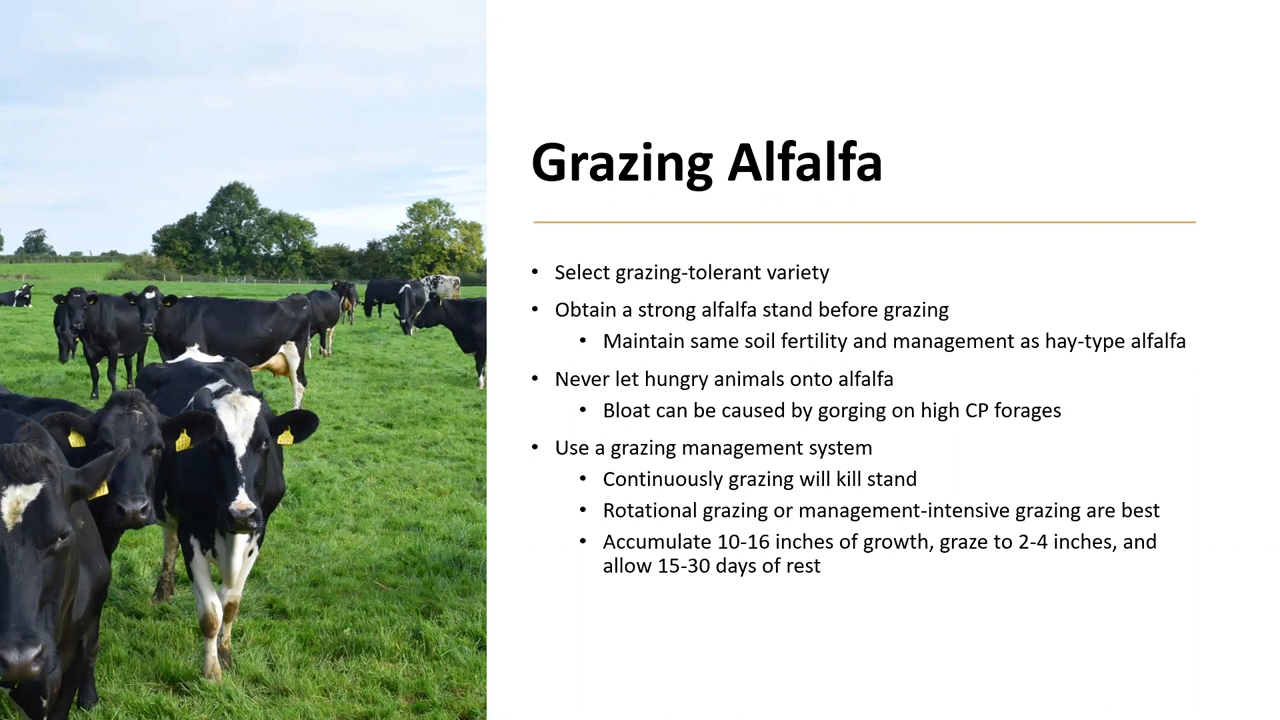 Grazing Alfalfa
• Select grazing-tolerant variety
• Obtain a strong alfalfa stand before grazing
• Maintain same soil fertility and management as hay-type alfalfa
• Never let hungry animals onto alfalfa
• Bloat can be caused by gorging on high CP forages
• Use a grazing management system
• Continuously grazing will kill stand
• Rotational grazing or management-intensive grazing are best
• Accumulate 10-16 inches of growth, graze to 2-4 inches, and
allow 15-30 days of rest